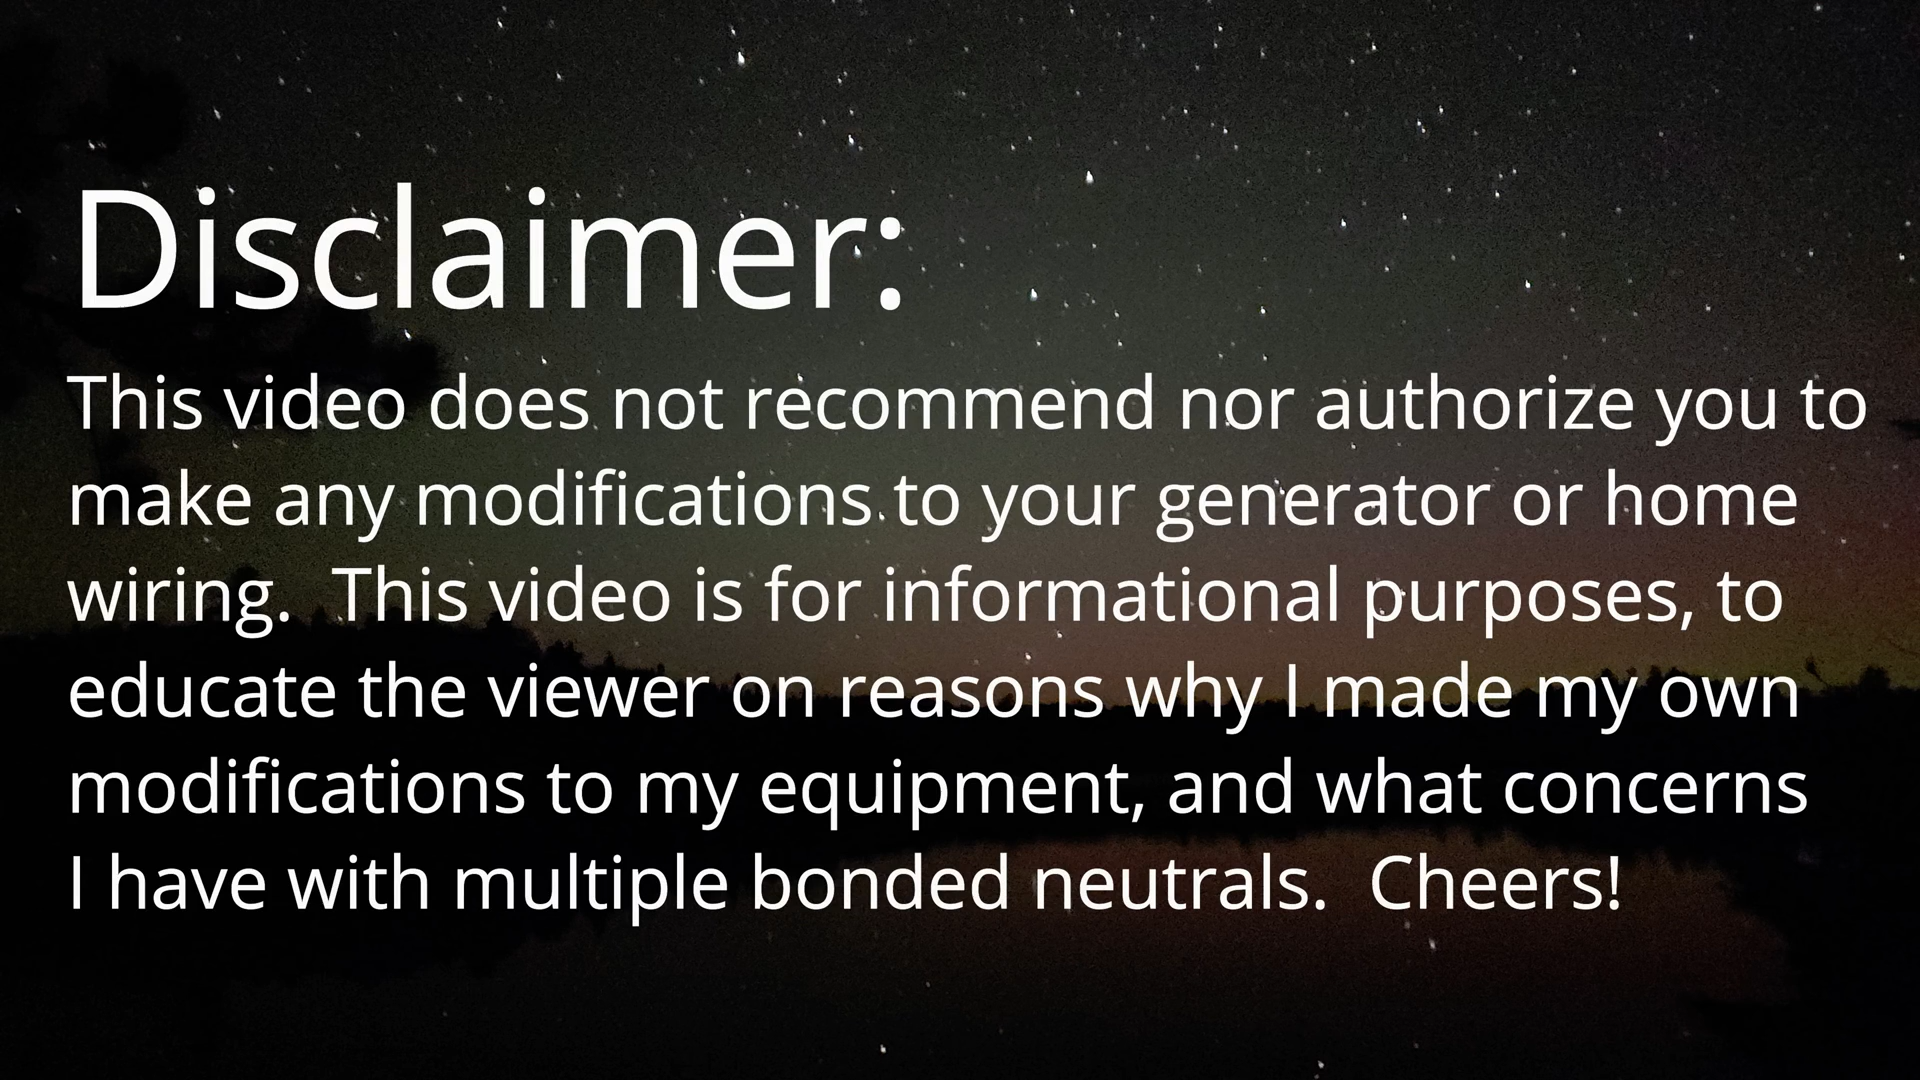 Disclaimer:
This video does not recommend nor authorize you to
make any modifications to your generator or home
wiring.  This video is for informational purposes, to
educate the viewer on reasons why I made my own
modifications to my equipment, and what concerns
I have with multiple bonded neutrals.  Cheers!